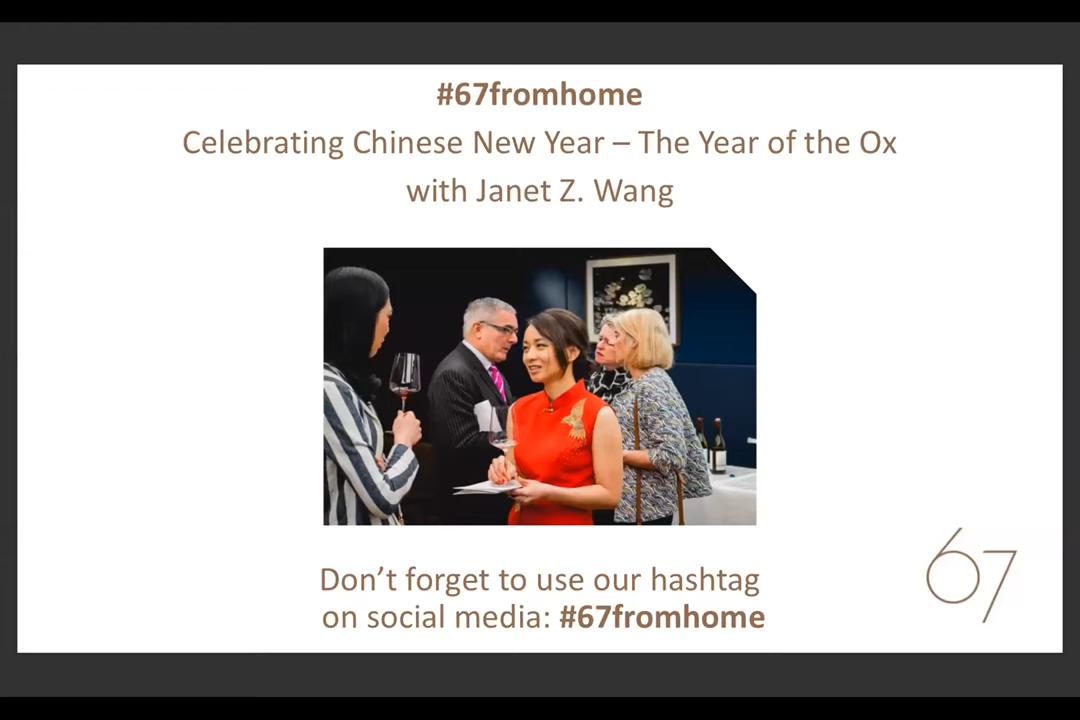 #67fromhome
Celebrating Chinese New Year – The Year of the Ox
with Janet Z. Wang
Don’t forget to use our hashtag
on social media: #67fromhome
67